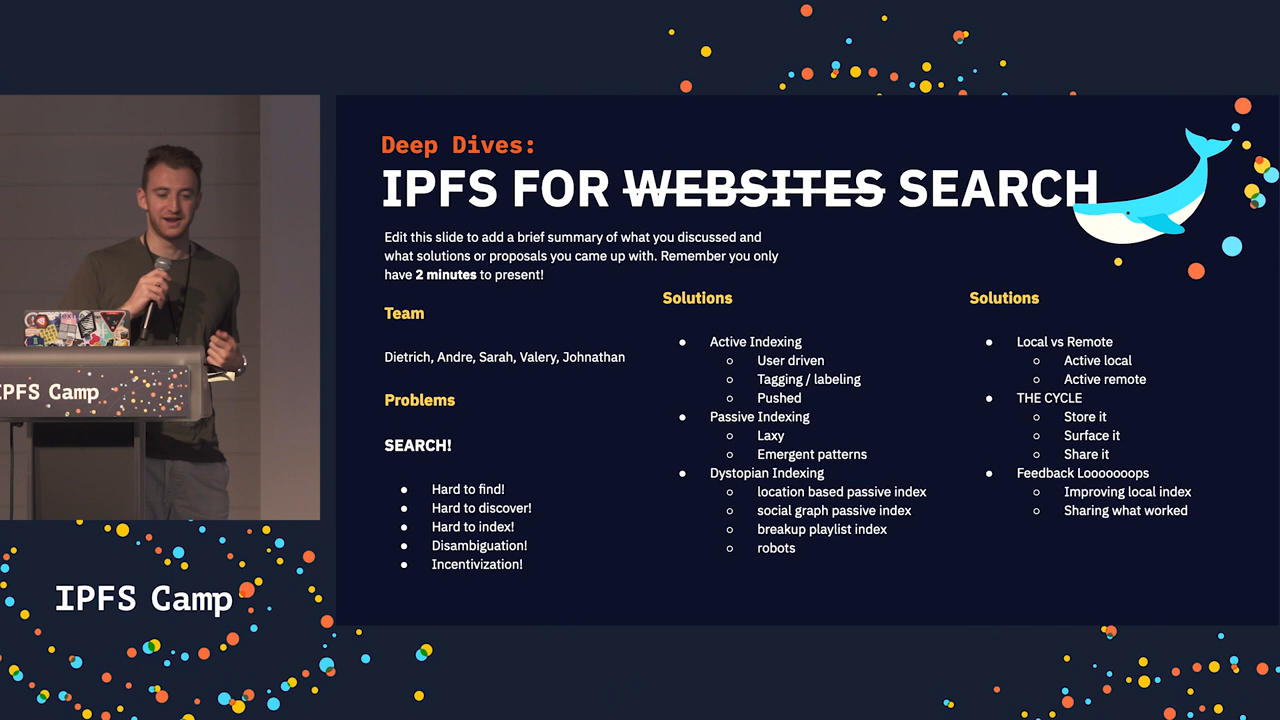 Deep Dives:
IPFS FOR WEBSITES SEARCH
Edit this slide to add a brief summary of what you discussed and
what solutions or proposals you came up with. Remember you only
have 2 minutes to present!
Team
Dietrich, Andre, Sarah, Valery, Johnathan
Problems
SEARCH!
● Hard to find!
● Hard to discover!
● Hard to index!
● Disambiguation!
● Incentivization!
Solutions
● Active Indexing
○ User driven
○ Tagging / labeling
○ Pushed
● Passive Indexing
○ Laxy
○ Emergent patterns
● Dystopian Indexing
○ location based passive index
○ social graph passive index
○ breakup playlist index
○ robots
Solutions
● Local vs Remote
○ Active local
○ Active remote
● THE CYCLE
○ Store it
○ Surface it
○ Share it
● Feedback Looooooops
○ Improving local index
○ Sharing what worked
IPFS Camp
IPFS Camp